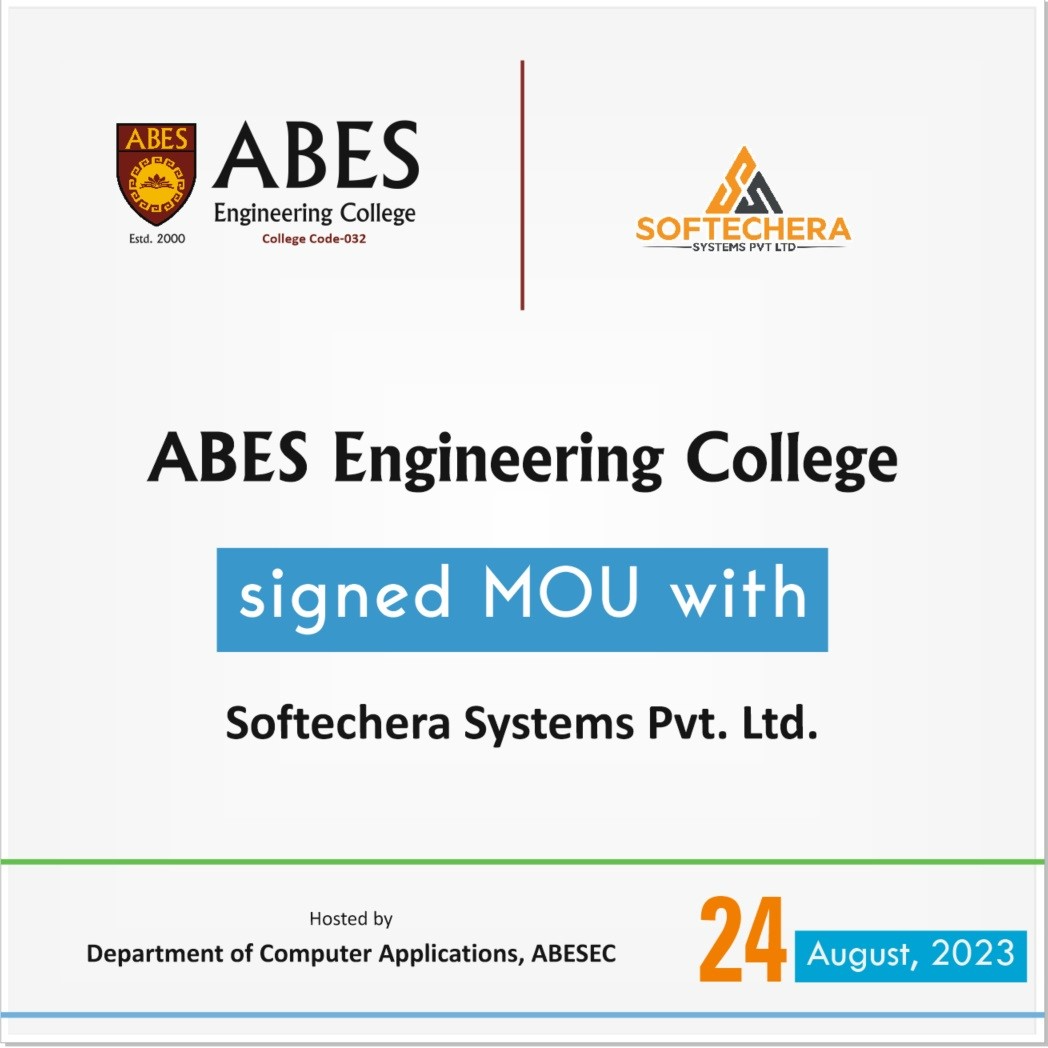 ABES
ABES
Engineering College
Estd. 2000
College Code-032
SOFTECHERA
SYSTEMS PVT LTD
ABES Engineering College
signed MOU with
Softechera Systems Pvt. Ltd.
Hosted by
Department of Computer Applications, ABESEC
24
August, 2023